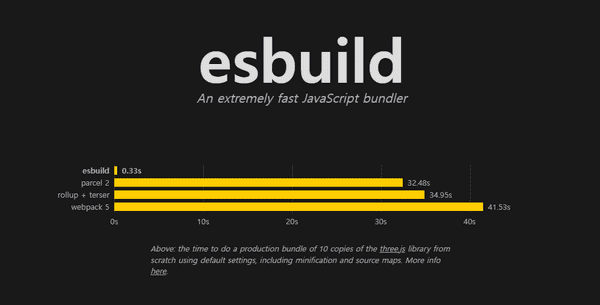 esbuild
An extremely fast JavaScript bundler
esbuild 0.33s
parcel 2 32.48s
rollup + terser 34.95s
webpack 5 41.53s
0s 10s 20s 30s 40s
Above: the time to do a production bundle of 10 copies of the three.js library from
scratch using default settings, including minification and source maps. More info
here.